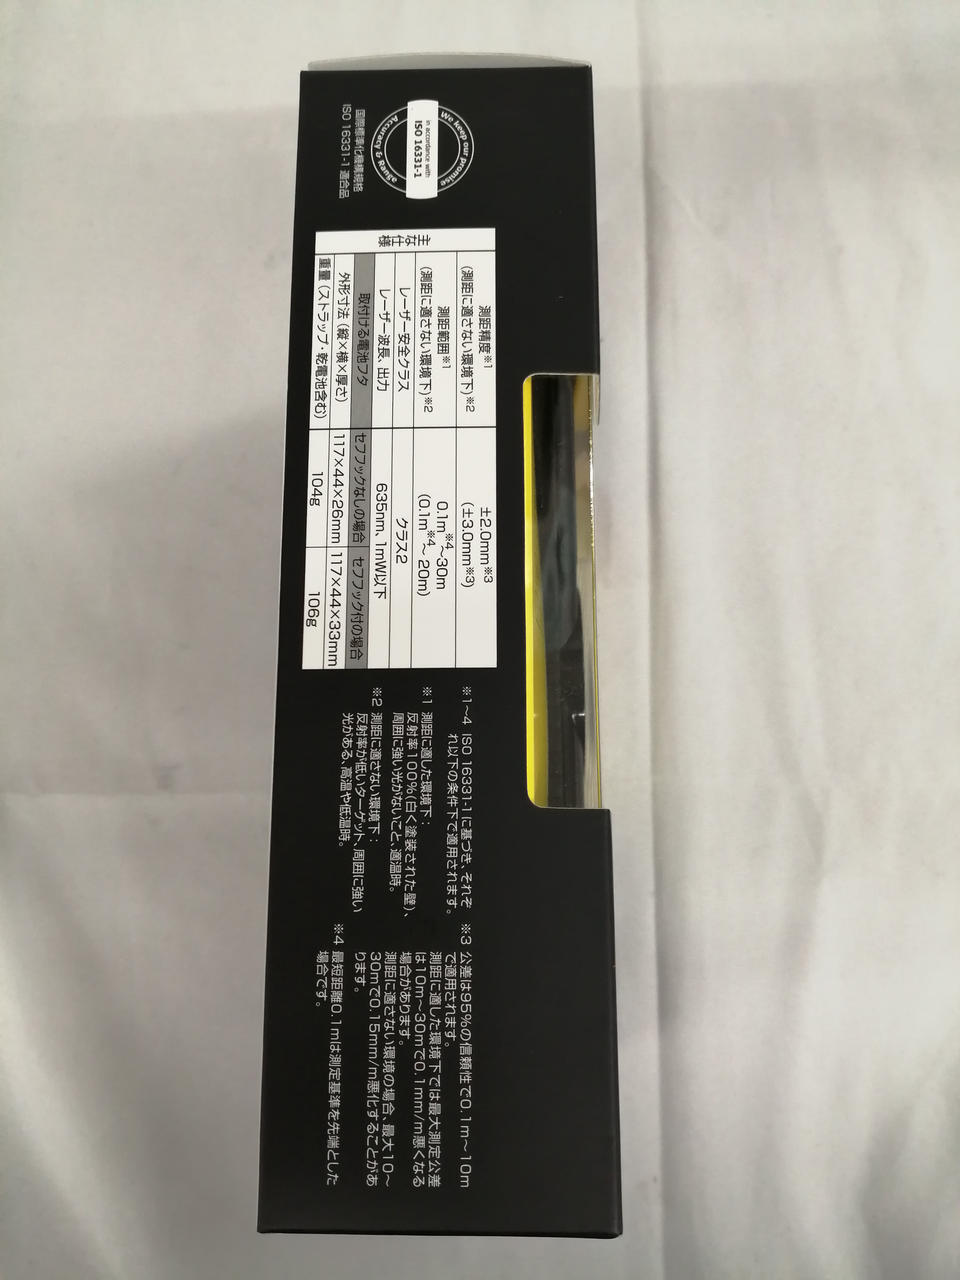 We keep our promise
in accordance with
ISO 16331-1
Accuracy & Range
国際標準化機構規格
ISO 16331-1 適合品
主な仕様
測距精度※1
(測距に適さない環境下)※2
±2.0mm※3
(±3.0mm※3)
測距範囲※1
(測距に適さない環境下)※2
0.1m※4~30m
(0.1m※4~20m)
レーザー安全クラス
クラス2
レーザー波長、出力
635nm、1mW以下
取付ける電池フタ
セフフックなしの場合
セフフック付の場合
外形寸法 (縦×横×厚さ)
117×44×26mm
117×44×33mm
重量 (ストラップ・乾電池含む)
104g
106g
※1~4 ISO 16331-1に基づき、それぞ
れ以下の条件下で適用されます。
※1 測距に適した環境下:
反射率100%(白く塗装された壁)、
周囲に強い光がないこと、適温時。
※2 測距に適さない環境下:
反射率が低いターゲット、周囲に強い
光がある、高温や低温時。
※3 公差は95%の信頼性で0.1m~10m
で適用されます。
測距に適した環境下では最大測定公差
は10m~30mで0.1mm/m悪くなる
場合があります。
測距に適さない環境の場合、最大10~
30mで0.15mm/m悪化することがあ
ります。
※4 最短距離0.1mは測定基準を先端とした
場合です。